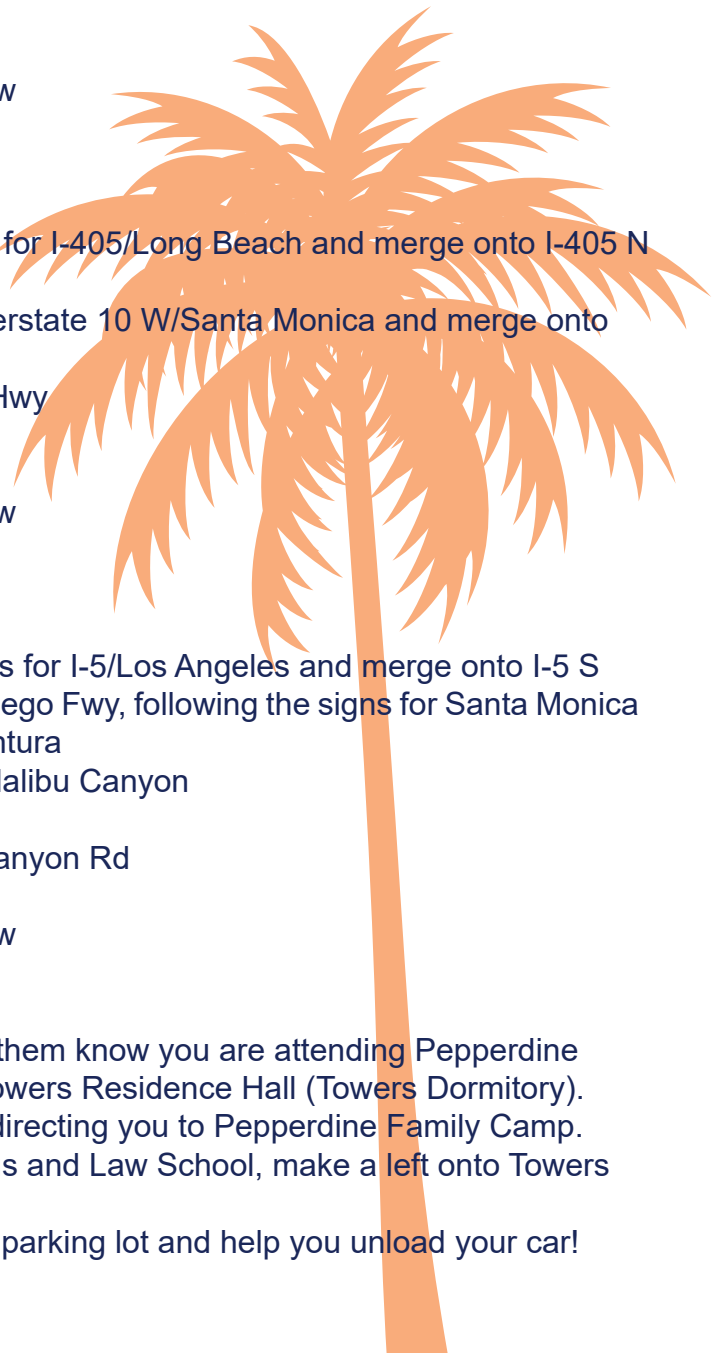 w
for I-405/Long Beach and merge onto I-405 N
erstate 10 W/Santa Monica and merge onto
Hwy
w
s for I-5/Los Angeles and merge onto I-5 S
ego Fwy, following the signs for Santa Monica
ntura
alibu Canyon
anyon Rd
w
them know you are attending Pepperdine
owers Residence Hall (Towers Dormitory).
directing you to Pepperdine Family Camp.
s and Law School, make a left onto Towers
parking lot and help you unload your car!